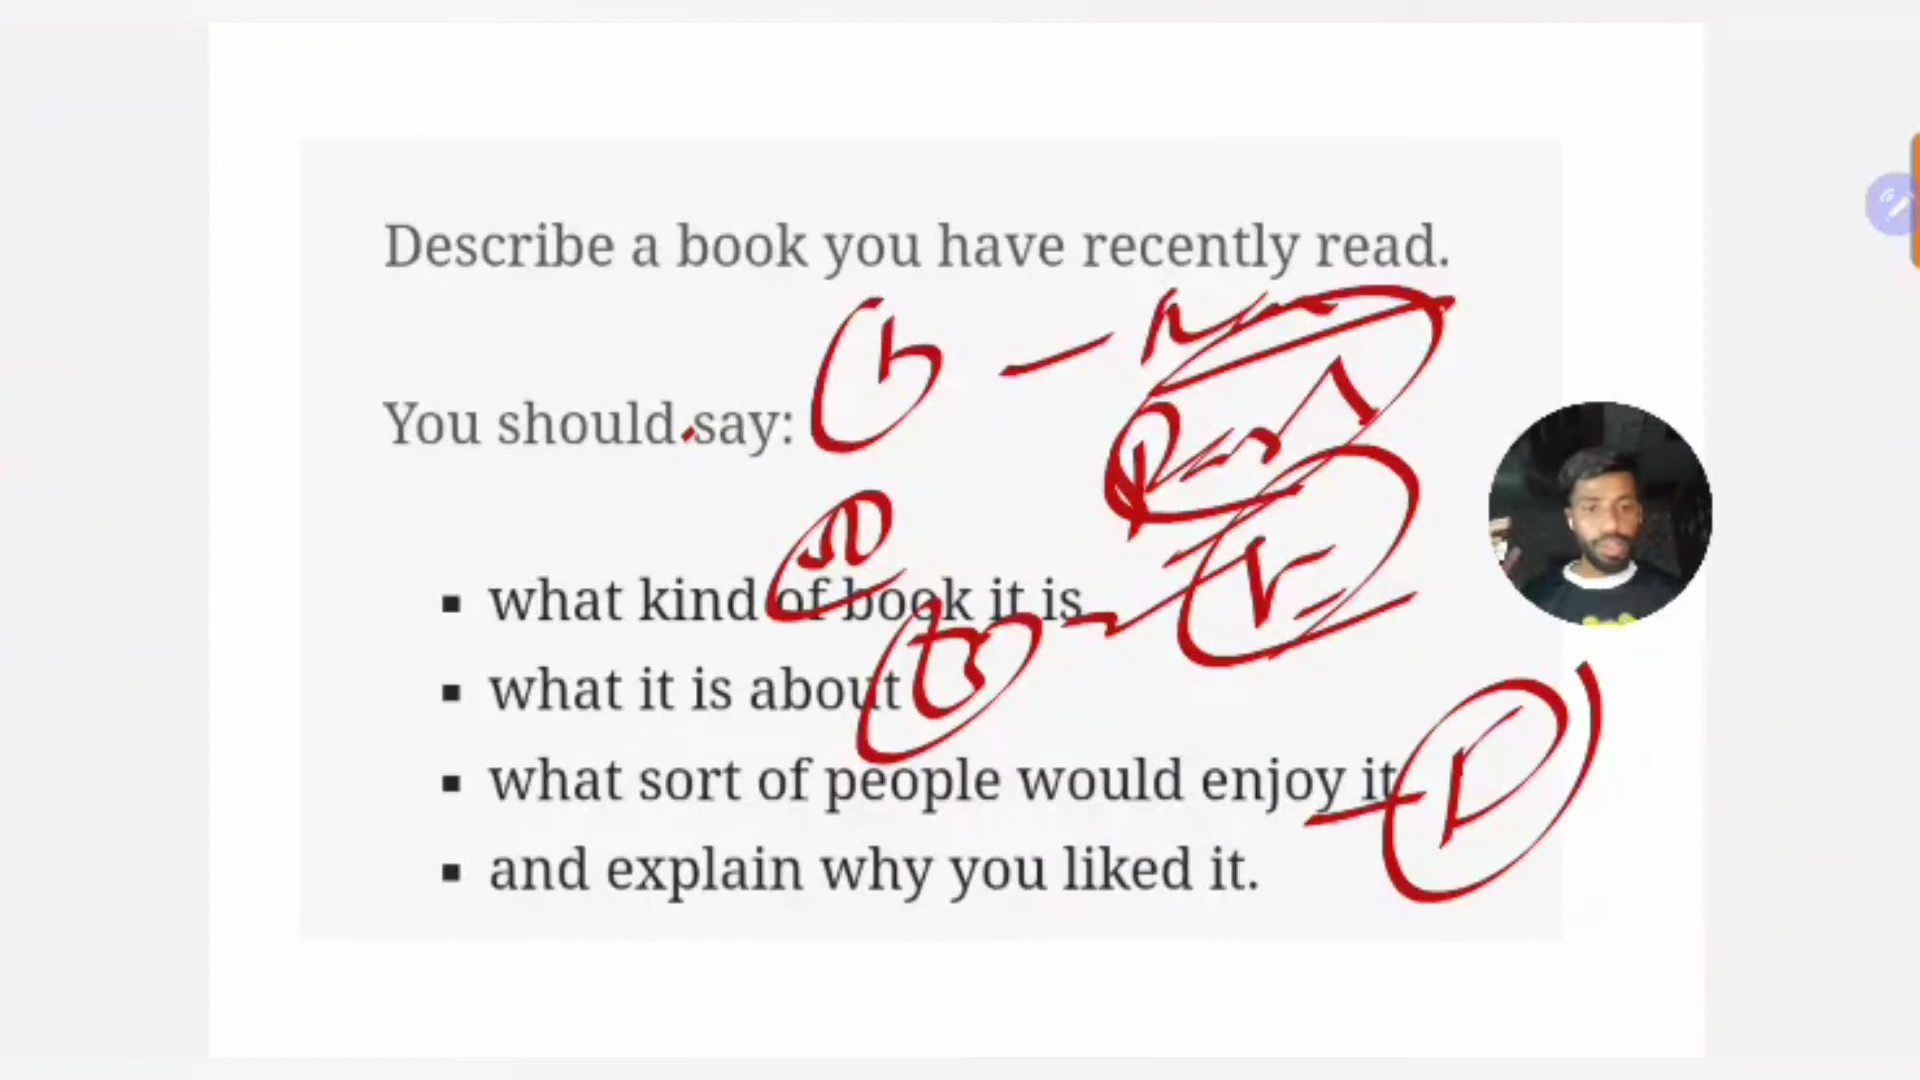 Describe a book you have recently read.
You should say:
▪ what kind of book it is
▪ what it is about
▪ what sort of people would enjoy it
▪ and explain why you liked it.